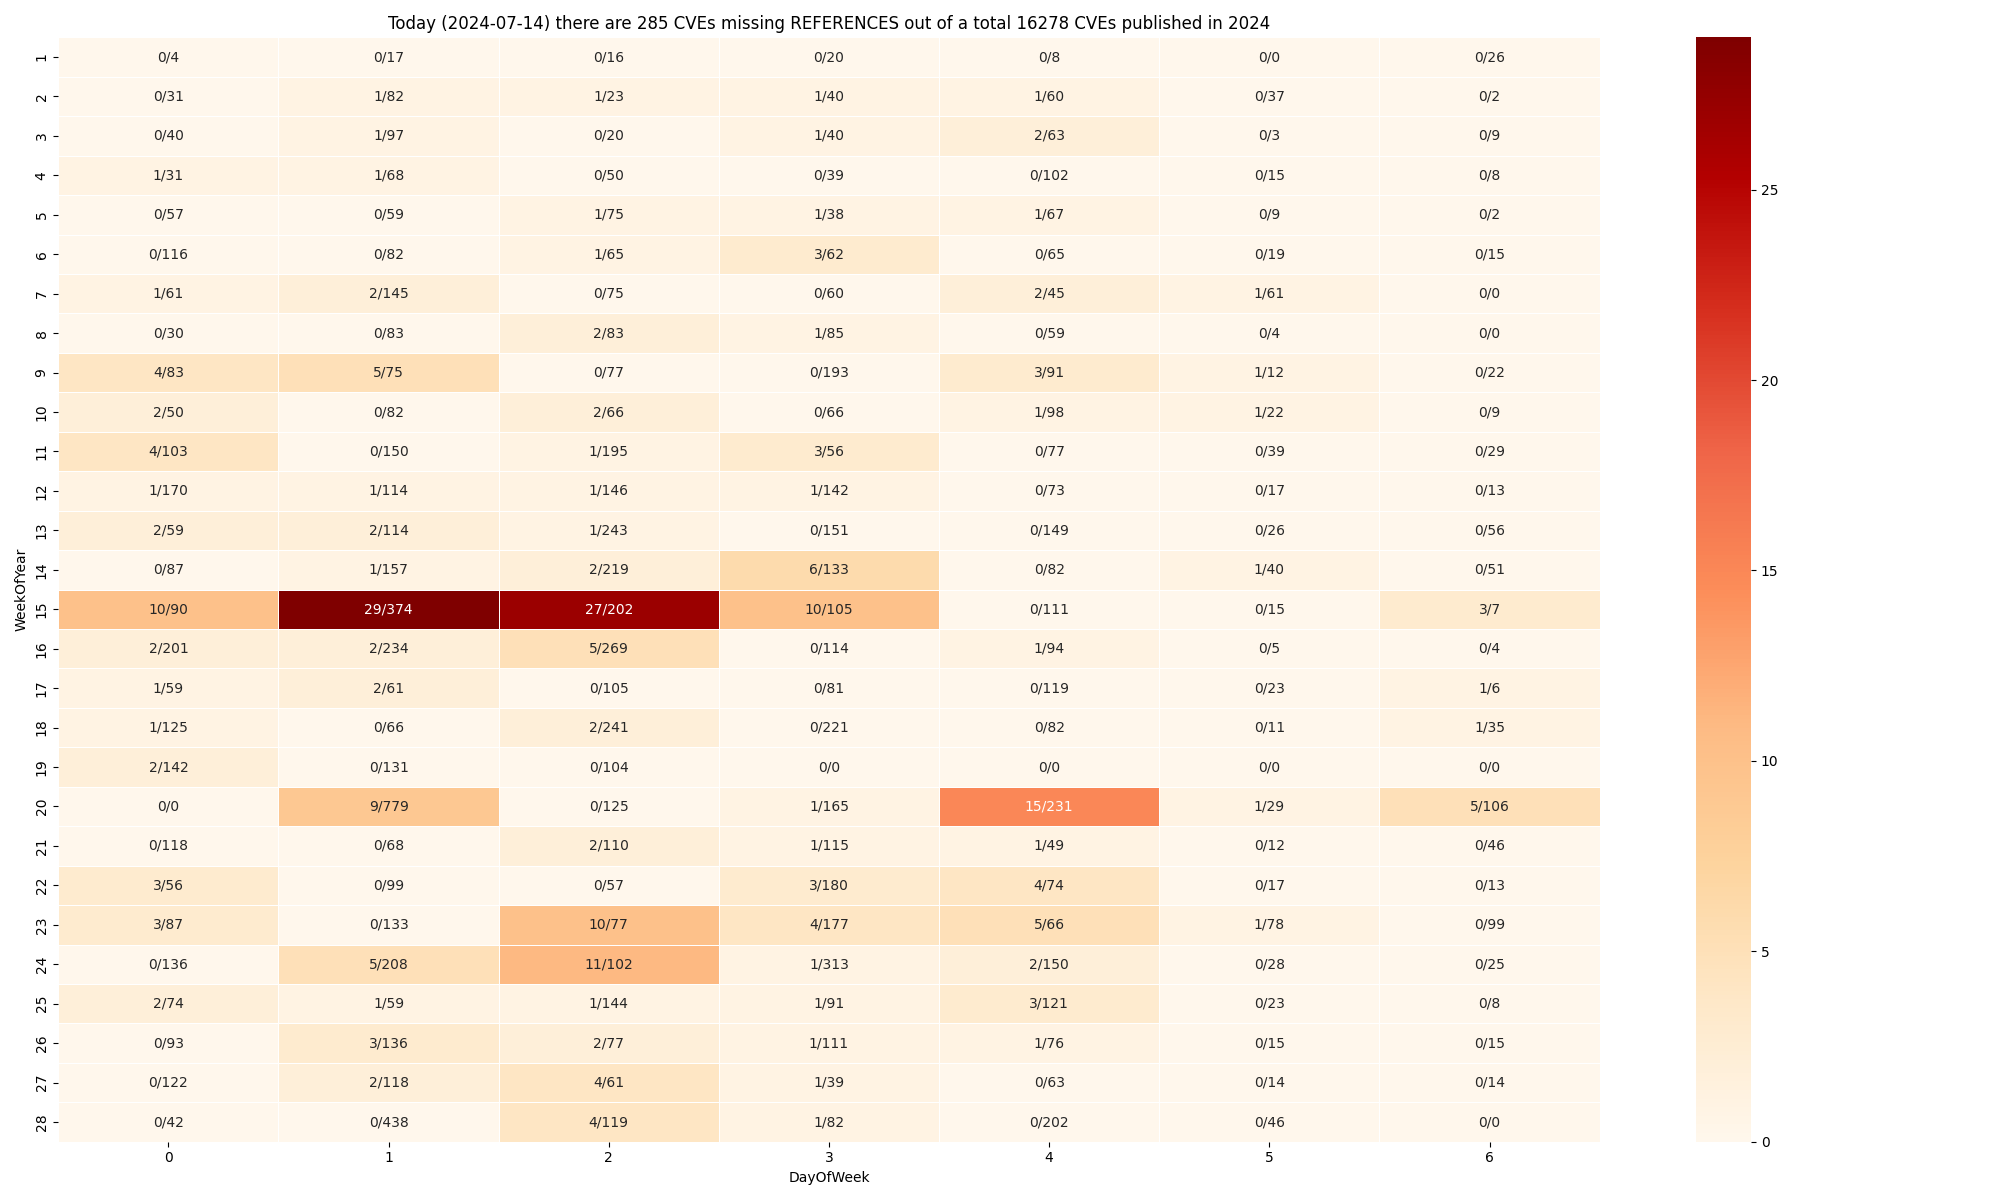 Today (2024-07-14) there are 285 CVEs missing REFERENCES out of a total 16278 CVEs published in 2024
1 0/4 0/17 0/16 0/20 0/8 0/0 0/26
2 0/31 1/82 1/23 1/40 1/60 0/37 0/2
3 0/40 1/97 0/20 1/40 2/63 0/3 0/9
4 1/31 1/68 0/50 0/39 0/102 0/15 0/8
5 0/57 0/59 1/75 1/38 1/67 0/9 0/2
6 0/116 0/82 1/65 3/62 0/65 0/19 0/15
7 1/61 2/145 0/75 0/60 2/45 1/61 0/0
8 0/30 0/83 2/83 1/85 0/59 0/4 0/0
9 4/83 5/75 0/77 0/193 3/91 1/12 0/22
10 2/50 0/82 2/66 0/66 1/98 1/22 0/9
11 4/103 0/150 1/195 3/56 0/77 0/39 0/29
12 1/170 1/114 1/146 1/142 0/73 0/17 0/13
13 2/59 2/114 1/243 0/151 0/149 0/26 0/56
14 0/87 1/157 2/219 6/133 0/82 1/40 0/51
15 10/90 29/374 27/202 10/105 0/111 0/15 3/7
16 2/201 2/234 5/269 0/114 1/94 0/5 0/4
17 1/59 2/61 0/105 0/81 0/119 0/23 1/6
18 1/125 0/66 2/241 0/221 0/82 0/11 1/35
19 2/142 0/131 0/104 0/0 0/0 0/0 0/0
20 0/0 9/779 0/125 1/165 15/231 1/29 5/106
21 0/118 0/68 2/110 1/115 1/49 0/12 0/46
22 3/56 0/99 0/57 3/180 4/74 0/17 0/13
23 3/87 0/133 10/77 4/177 5/66 1/78 0/99
24 0/136 5/208 11/102 1/313 2/150 0/28 0/25
25 2/74 1/59 1/144 1/91 3/121 0/23 0/8
26 0/93 3/136 2/77 1/111 1/76 0/15 0/15
27 0/122 2/118 4/61 1/39 0/63 0/14 0/14
28 0/42 0/438 4/119 1/82 0/202 0/46 0/0
0 1 2 3 4 5 6
DayOfWeek
WeekOfYear
25
20
15
10
5
0